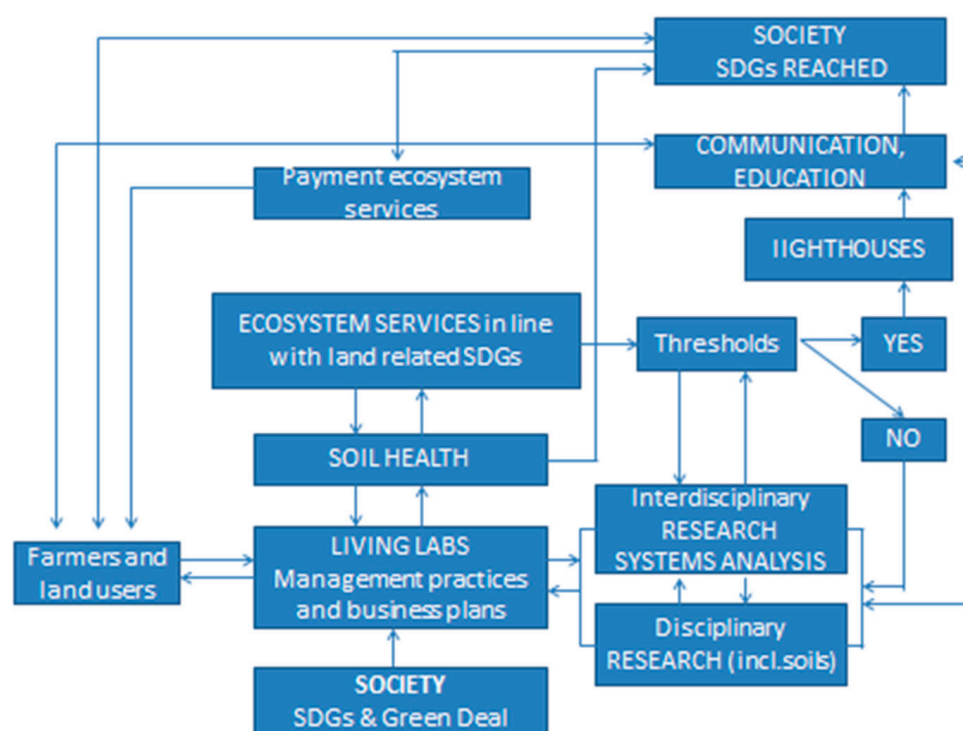 SOCIETY
SDGs REACHED
COMMUNICATION,
EDUCATION
Payment ecosystem
services
IIGHTHOUSES
ECOSYSTEM SERVICES in line
with land related SDGs
Thresholds
YES
NO
SOIL HEALTH
Interdisciplinary
RESEARCH
SYSTEMS ANALYSIS
Farmers and
land users
LIVING LABS
Management practices
and business plans
Disciplinary
RESEARCH (incl.soils)
SOCIETY
SDGs & Green Deal